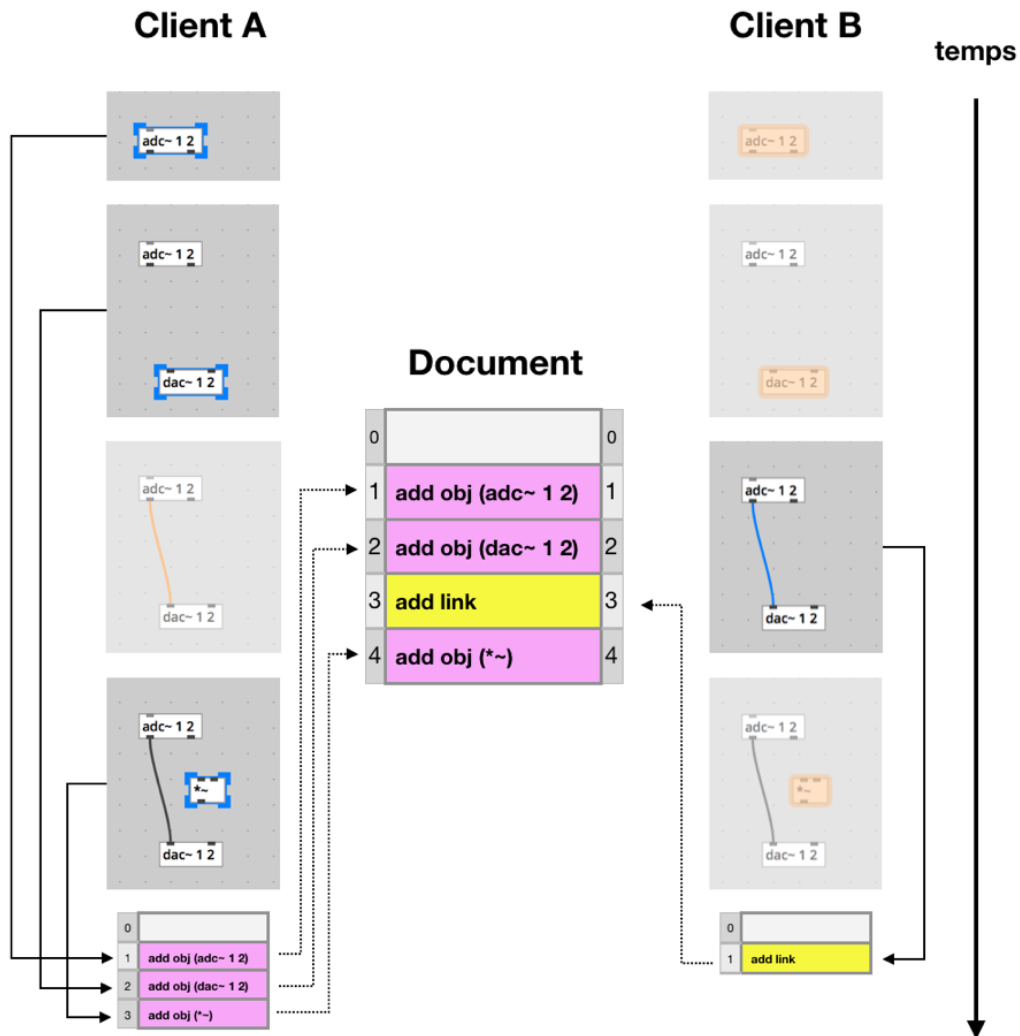 Client A
Client B
temps
adc~ 1 2
adc~ 1 2
adc~ 1 2
dac~ 1 2
adc~ 1 2
dac~ 1 2
Document
0 0
1 add obj (adc~ 1 2) 1
2 add obj (dac~ 1 2) 2
3 add link 3
4 add obj (*~) 4
adc~ 1 2
dac~ 1 2
adc~ 1 2
dac~ 1 2
adc~ 1 2
*~
dac~ 1 2
adc~ 1 2
*~
dac~ 1 2
0
1 add obj (adc~ 1 2)
2 add obj (dac~ 1 2)
3 add obj (*~)
0
1 add link